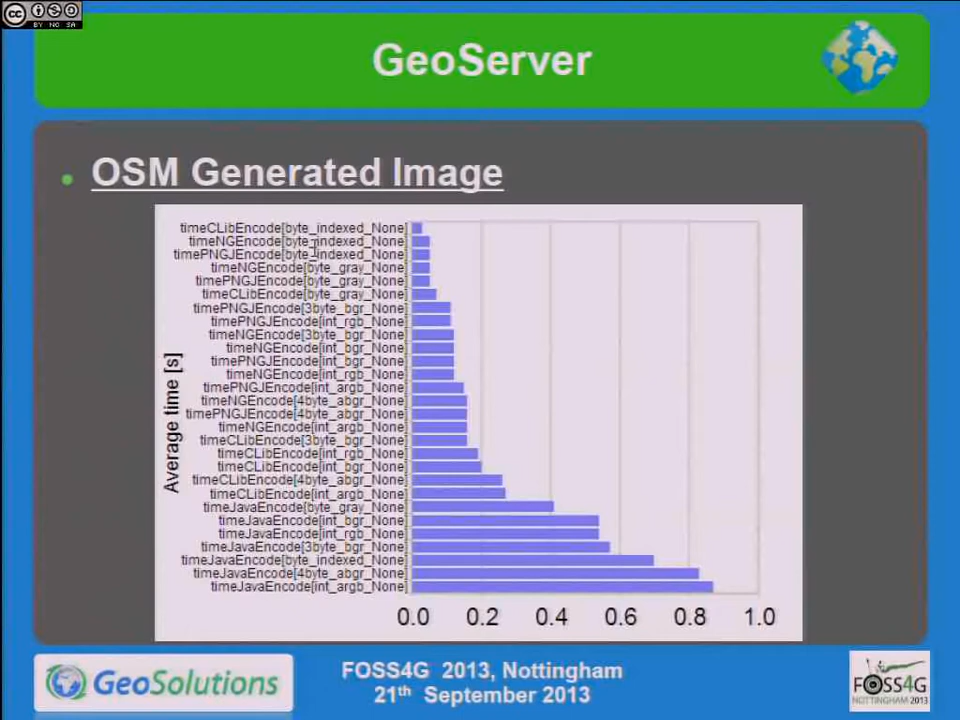 cc
BY NC SA
GeoServer
OSM Generated Image
timeCLibEncode[byte_indexed_None]
timeNGEncode[byte_indexed_None]
timePNGJEncode[byte_indexed_None]
timeNGEncode[byte_gray_None]
timePNGJEncode[byte_gray_None]
timeCLibEncode[byte_gray_None]
timePNGJEncode[3byte_bgr_None]
timePNGJEncode[int_rgb_None]
timeNGEncode[3byte_bgr_None]
timeNGEncode[int_bgr_None]
timePNGJEncode[int_bgr_None]
timeNGEncode[int_rgb_None]
timePNGJEncode[int_argb_None]
timeNGEncode[4byte_abgr_None]
timePNGJEncode[4byte_abgr_None]
timeNGEncode[int_argb_None]
timeCLibEncode[3byte_bgr_None]
timeCLibEncode[int_rgb_None]
timeCLibEncode[int_bgr_None]
timeCLibEncode[4byte_abgr_None]
timeCLibEncode[int_argb_None]
timeJavaEncode[byte_gray_None]
timeJavaEncode[int_bgr_None]
timeJavaEncode[int_rgb_None]
timeJavaEncode[3byte_bgr_None]
timeJavaEncode[byte_indexed_None]
timeJavaEncode[4byte_abgr_None]
timeJavaEncode[int_argb_None]
Average time [s]
0.0 0.2 0.4 0.6 0.8 1.0
GeoSolutions
FOSS4G 2013, Nottingham
21th September 2013
FOSS4G
NOTTINGHAM 2013